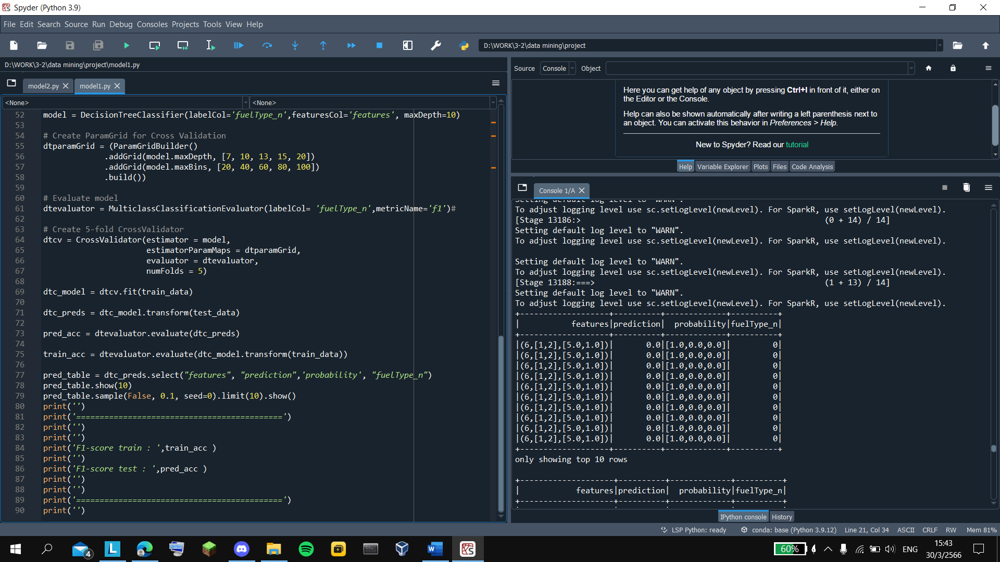 Spyder (Python 3.9)
File Edit Search Source Run Debug Consoles Projects Tools View Help
D:\WORK\3-2\data mining\project
D:\WORK\3-2\data mining\project\model1.py
model2.py
model1.py
<None>
<None>
52 model = DecisionTreeClassifier(labelCol='fuelType_n',featuresCol='features', maxDepth=10)
53
54 # Create ParamGrid for Cross Validation
55 dtparamGrid = (ParamGridBuilder()
56 .addGrid(model.maxDepth, [7, 10, 13, 15, 20])
57 .addGrid(model.maxBins, [20, 40, 60, 80, 100])
58 .build())
59
60 # Evaluate model
61 dtevaluator = MulticlassClassificationEvaluator(labelCol= 'fuelType_n',metricName='f1')#
62
63 # Create 5-fold CrossValidator
64 dtcv = CrossValidator(estimator = model,
65 estimatorParamMaps = dtparamGrid,
66 evaluator = dtevaluator,
67 numFolds = 5)
68
69 dtc_model = dtcv.fit(train_data)
70
71 dtc_preds = dtc_model.transform(test_data)
72
73 pred_acc = dtevaluator.evaluate(dtc_preds)
74
75 train_acc = dtevaluator.evaluate(dtc_model.transform(train_data))
76
77 pred_table = dtc_preds.select("features", "prediction",'probability', "fuelType_n")
78 pred_table.show(10)
79 pred_table.sample(False, 0.1, seed=0).limit(10).show()
80 print('')
81 print('============================================')
82 print('')
83 print('')
84 print('F1-score train : ',train_acc )
85 print('')
86 print('F1-score test : ',pred_acc )
87 print('')
88 print('')
89 print('============================================')
90 print('')
Source Console Object
Here you can get help of any object by pressing Ctrl+I in front of it, either on
the Editor or the Console.
Help can also be shown automatically after writing a left parenthesis next to
an object. You can activate this behavior in Preferences > Help.
New to Spyder? Read our tutorial
Help Variable Explorer Plots Files Code Analysis
Console 1/A
Setting default log level to "WARN".
To adjust logging level use sc.setLogLevel(newLevel). For SparkR, use setLogLevel(newLevel).
[Stage 13186:> (0 + 14) / 14]
Setting default log level to "WARN".
To adjust logging level use sc.setLogLevel(newLevel). For SparkR, use setLogLevel(newLevel).
Setting default log level to "WARN".
To adjust logging level use sc.setLogLevel(newLevel). For SparkR, use setLogLevel(newLevel).
[Stage 13188:===> (1 + 13) / 14]
Setting default log level to "WARN".
To adjust logging level use sc.setLogLevel(newLevel). For SparkR, use setLogLevel(newLevel).
+-------------------+----------+-------------+----------+
| features|prediction| probability|fuelType_n|
+-------------------+----------+-------------+----------+
|(6,[1,2],[5.0,1.0])| 0.0|[1.0,0.0,0.0]| 0|
|(6,[1,2],[5.0,1.0])| 0.0|[1.0,0.0,0.0]| 0|
|(6,[1,2],[5.0,1.0])| 0.0|[1.0,0.0,0.0]| 0|
|(6,[1,2],[5.0,1.0])| 0.0|[1.0,0.0,0.0]| 0|
|(6,[1,2],[5.0,1.0])| 0.0|[1.0,0.0,0.0]| 0|
|(6,[1,2],[5.0,1.0])| 0.0|[1.0,0.0,0.0]| 0|
|(6,[1,2],[5.0,1.0])| 0.0|[1.0,0.0,0.0]| 0|
|(6,[1,2],[5.0,1.0])| 0.0|[1.0,0.0,0.0]| 0|
|(6,[1,2],[5.0,1.0])| 0.0|[1.0,0.0,0.0]| 0|
|(6,[1,2],[5.0,1.0])| 0.0|[1.0,0.0,0.0]| 0|
+-------------------+----------+-------------+----------+
only showing top 10 rows
+--------------------+----------+-------------+----------+
| features|prediction| probability|fuelType_n|
+--------------------+----------+-------------+----------+
IPython console History
LSP Python: ready conda: base (Python 3.9.12) Line 21, Col 34 ASCII CRLF RW Mem 81%
4
L
W
60%
ENG
15:43
30/3/2566